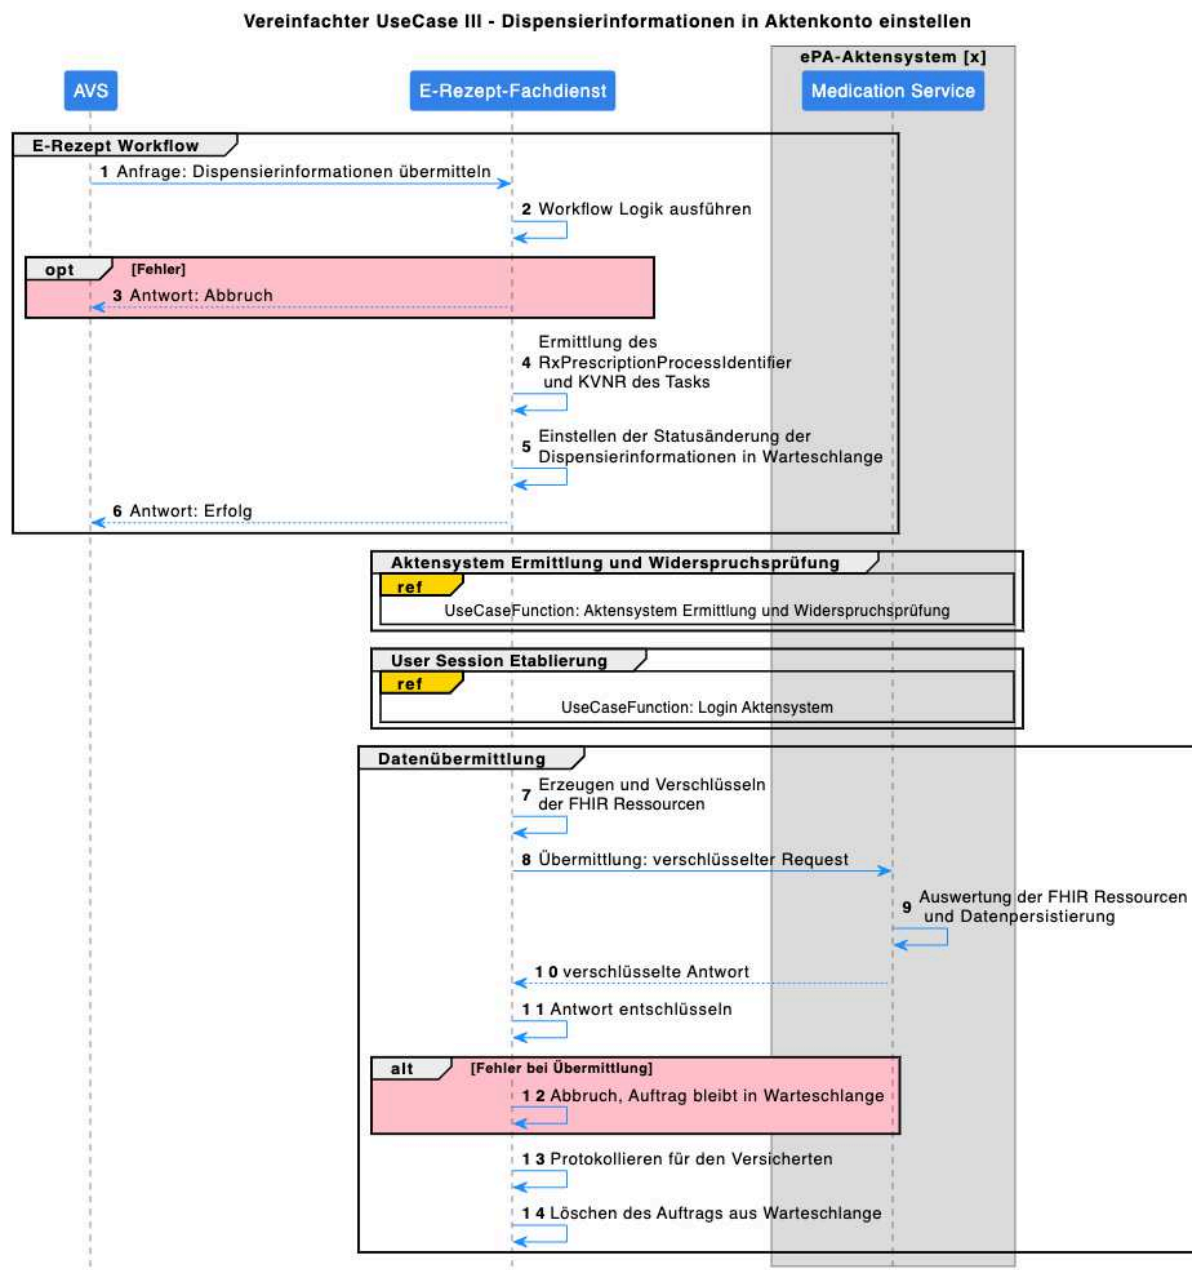 Vereinfachter UseCase III - Dispensierinformationen in Aktenkonto einstellen
ePA-Aktensystem [x]
AVS
E-Rezept-Fachdienst
Medication Service
E-Rezept Workflow
1 Anfrage: Dispensierinformationen übermitteln
2 Workflow Logik ausführen
opt [Fehler]
3 Antwort: Abbruch
Ermittlung des
4 RxPrescriptionProcessIdentifier
und KVNR des Tasks
5 Einstellen der Statusänderung der
Dispensierinformationen in Warteschlange
6 Antwort: Erfolg
Aktensystem Ermittlung und Widerspruchsprüfung
ref
UseCaseFunction: Aktensystem Ermittlung und Widerspruchsprüfung
User Session Etablierung
ref
UseCaseFunction: Login Aktensystem
Datenübermittlung
7 Erzeugen und Verschlüsseln
der FHIR Ressourcen
8 Übermittlung: verschlüsselter Request
9 Auswertung der FHIR Ressourcen
und Datenpersistierung
10 verschlüsselte Antwort
11 Antwort entschlüsseln
alt [Fehler bei Übermittlung]
12 Abbruch, Auftrag bleibt in Warteschlange
13 Protokollieren für den Versicherten
14 Löschen des Auftrags aus Warteschlange